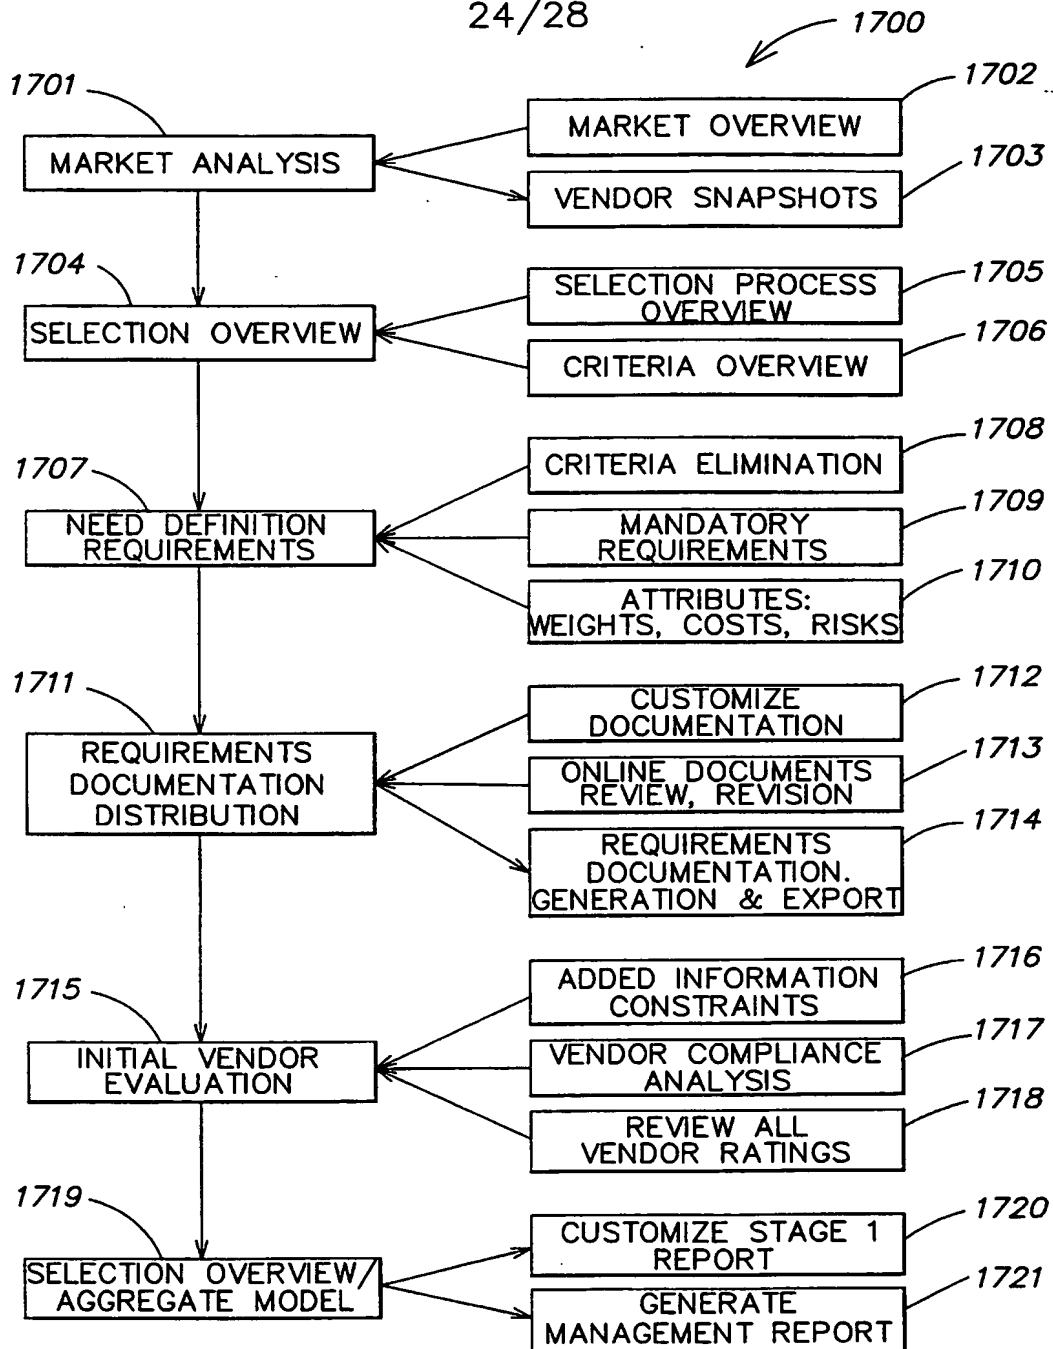 24/28
1700
1701
MARKET ANALYSIS
1702
MARKET OVERVIEW
1703
VENDOR SNAPSHOTS
1704
SELECTION OVERVIEW
1705
SELECTION PROCESS
OVERVIEW
1706
CRITERIA OVERVIEW
1707
NEED DEFINITION
REQUIREMENTS
1708
CRITERIA ELIMINATION
1709
MANDATORY
REQUIREMENTS
1710
ATTRIBUTES:
WEIGHTS, COSTS, RISKS
1711
REQUIREMENTS
DOCUMENTATION
DISTRIBUTION
1712
CUSTOMIZE
DOCUMENTATION
1713
ONLINE DOCUMENTS
REVIEW, REVISION
1714
REQUIREMENTS
DOCUMENTATION.
GENERATION & EXPORT
1715
INITIAL VENDOR
EVALUATION
1716
ADDED INFORMATION
CONSTRAINTS
1717
VENDOR COMPLIANCE
ANALYSIS
1718
REVIEW ALL
VENDOR RATINGS
1719
SELECTION OVERVIEW/
AGGREGATE MODEL
1720
CUSTOMIZE STAGE 1
REPORT
1721
GENERATE
MANAGEMENT REPORT